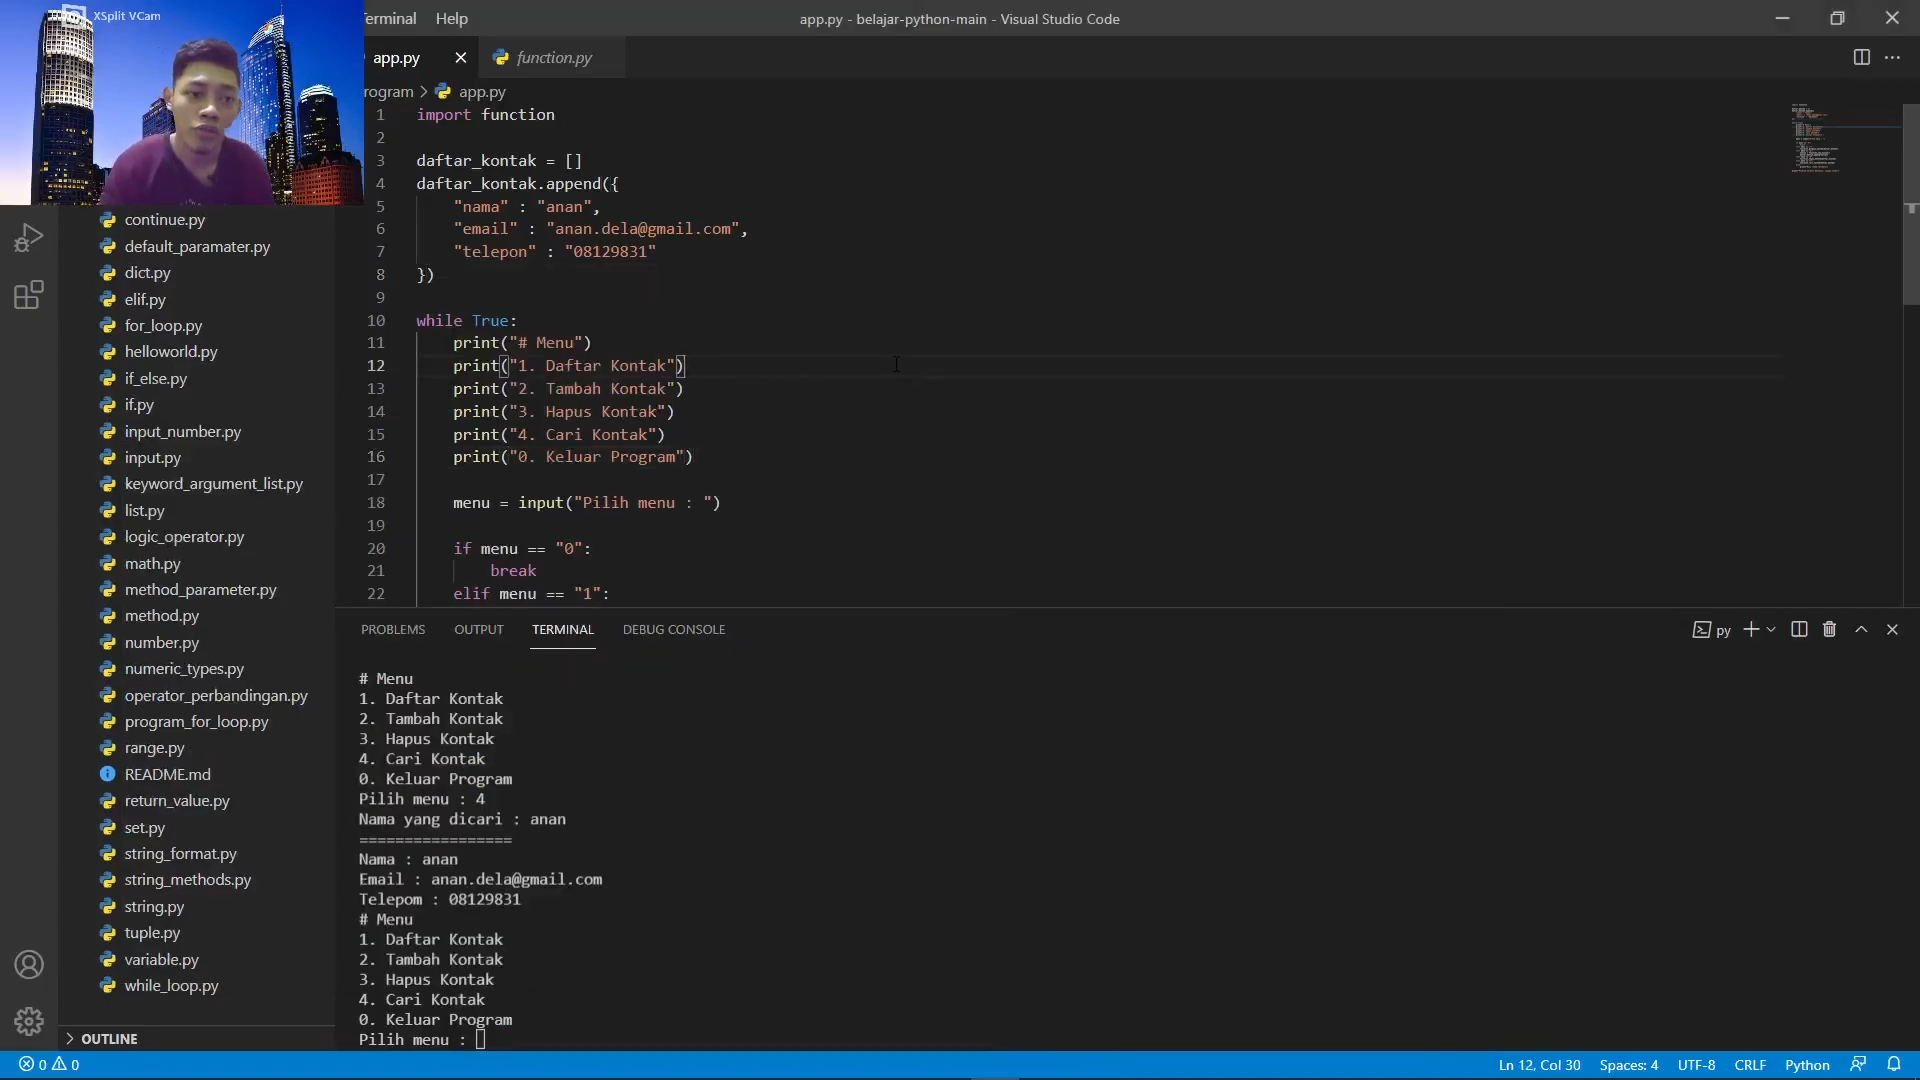 XSplit VCam
Terminal Help
app.py - belajar-python-main - Visual Studio Code
app.py
function.py
rogram > app.py
1 import function
2
3 daftar_kontak = []
4 daftar_kontak.append({
5 "nama" : "anan",
6 "email" : "anan.dela@gmail.com",
7 "telepon" : "08129831"
8 })
9
10 while True:
11 print("# Menu")
12 print("1. Daftar Kontak")
13 print("2. Tambah Kontak")
14 print("3. Hapus Kontak")
15 print("4. Cari Kontak")
16 print("0. Keluar Program")
17
18 menu = input("Pilih menu : ")
19
20 if menu == "0":
21 break
22 elif menu == "1":
continue.py
default_paramater.py
dict.py
elif.py
for_loop.py
helloworld.py
if_else.py
if.py
input_number.py
input.py
keyword_argument_list.py
list.py
logic_operator.py
math.py
method_parameter.py
method.py
number.py
numeric_types.py
operator_perbandingan.py
program_for_loop.py
range.py
README.md
return_value.py
set.py
string_format.py
string_methods.py
string.py
tuple.py
variable.py
while_loop.py
OUTLINE
PROBLEMS OUTPUT TERMINAL DEBUG CONSOLE
py
# Menu
1. Daftar Kontak
2. Tambah Kontak
3. Hapus Kontak
4. Cari Kontak
0. Keluar Program
Pilih menu : 4
Nama yang dicari : anan
=================
Nama : anan
Email : anan.dela@gmail.com
Telepom : 08129831
# Menu
1. Daftar Kontak
2. Tambah Kontak
3. Hapus Kontak
4. Cari Kontak
0. Keluar Program
Pilih menu :
0 0
Ln 12, Col 30 Spaces: 4 UTF-8 CRLF Python